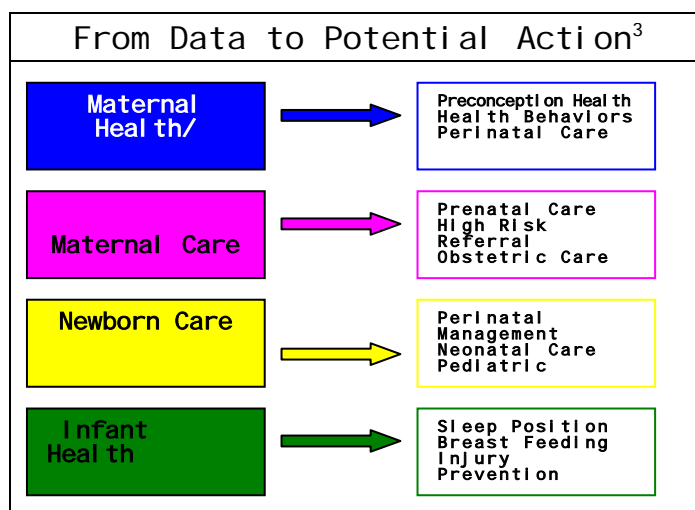 From Data to Potential Action³
Maternal
Health/
Preconception Health
Health Behaviors
Perinatal Care
Maternal Care
Prenatal Care
High Risk
Referral
Obstetric Care
Newborn Care
Perinatal
Management
Neonatal Care
Pediatric
Infant
Health
Sleep Position
Breast Feeding
Injury
Prevention